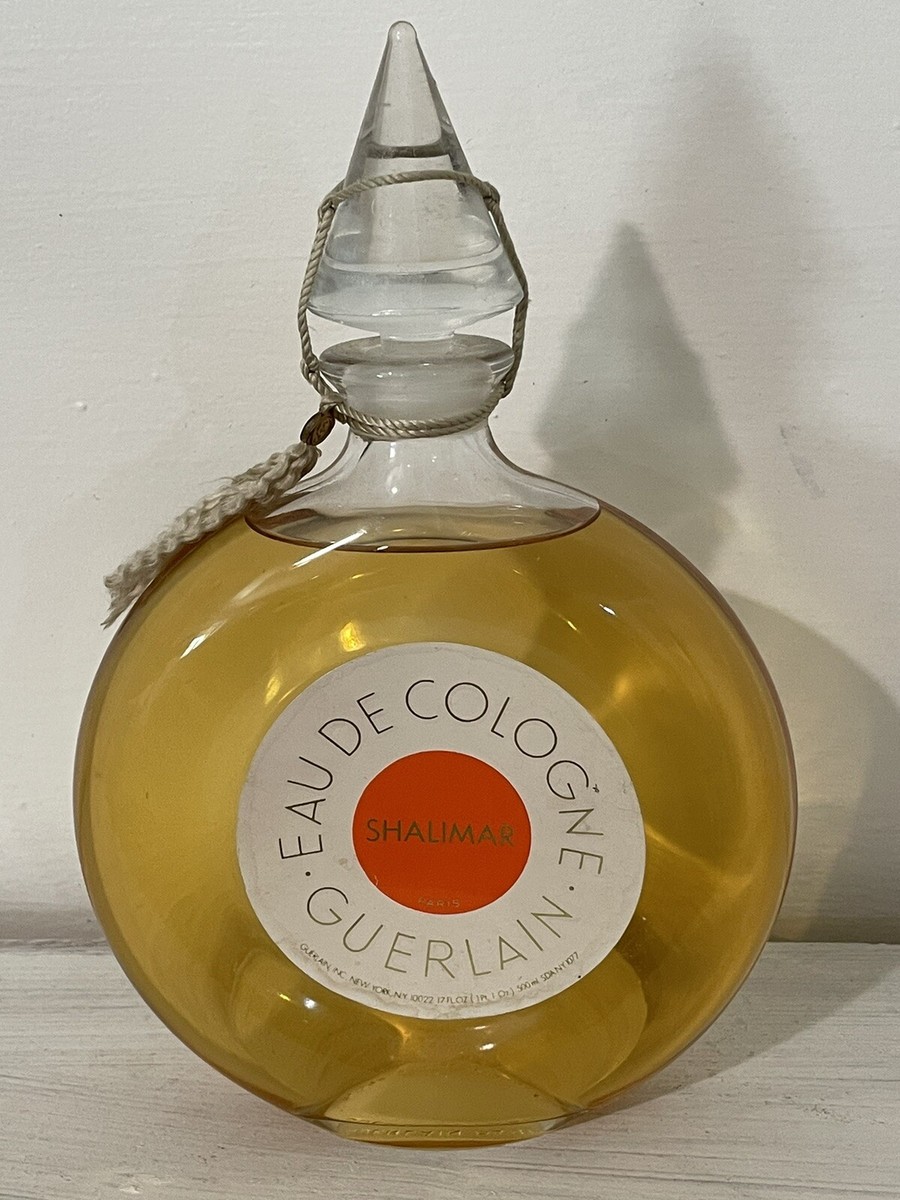 · EAU DE COLOGNE ·
SHALIMAR
PARIS
GUERLAIN
GUERLAIN, INC. NEW YORK, N.Y. 10022 17 FL.OZ ( 1 Pt. 1 Oz ) 500 ml SDA NY 1077